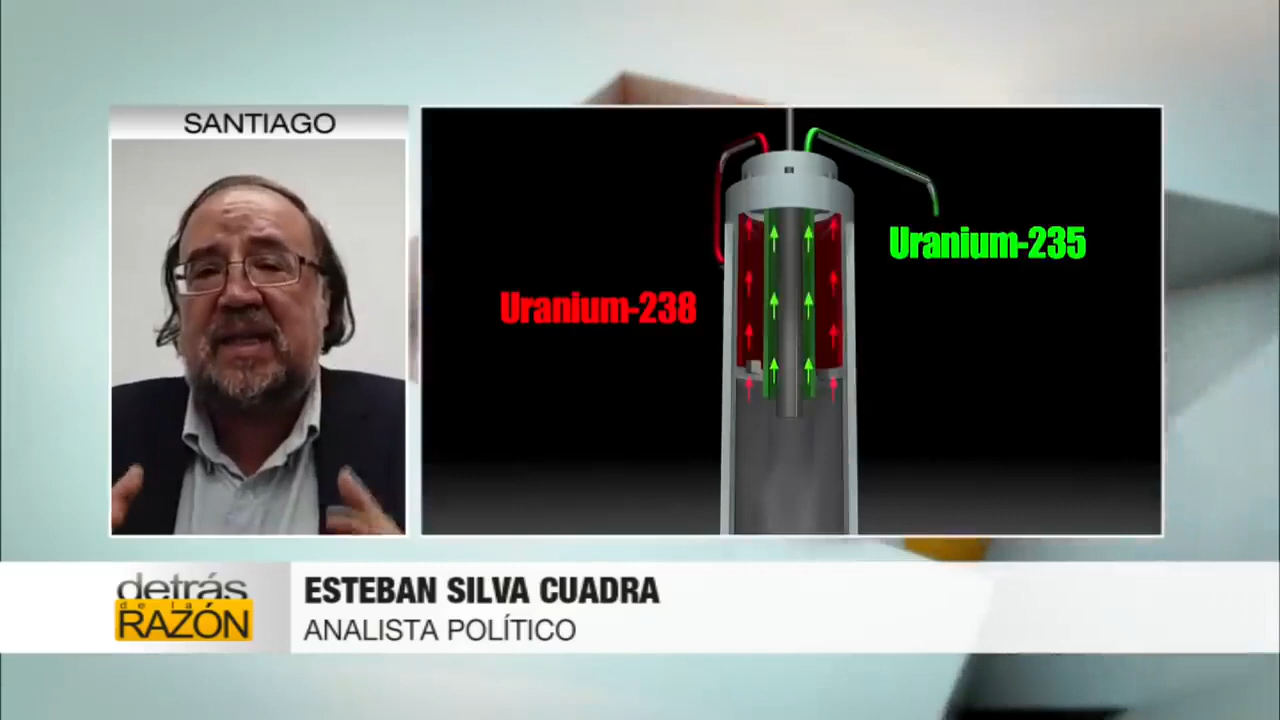 SANTIAGO
Uranium-238
Uranium-235
detrás
de la
RAZÓN
ESTEBAN SILVA CUADRA
ANALISTA POLÍTICO